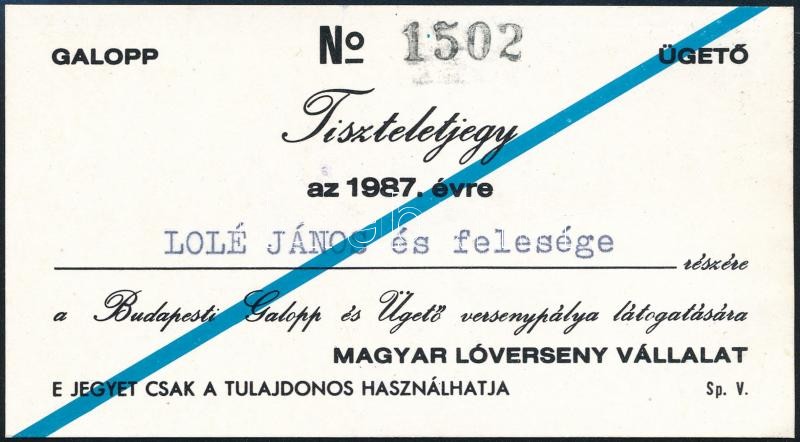 GALOPP № 1502 ÜGETŐ
Tiszteletjegy
az 1987. évre
LOLÉ JÁNOS és felesége
részére
a Budapesti Galopp és Ügető versenypálya látogatására
MAGYAR LÓVERSENY VÁLLALAT
E JEGYET CSAK A TULAJDONOS HASZNÁLHATJA Sp. V.